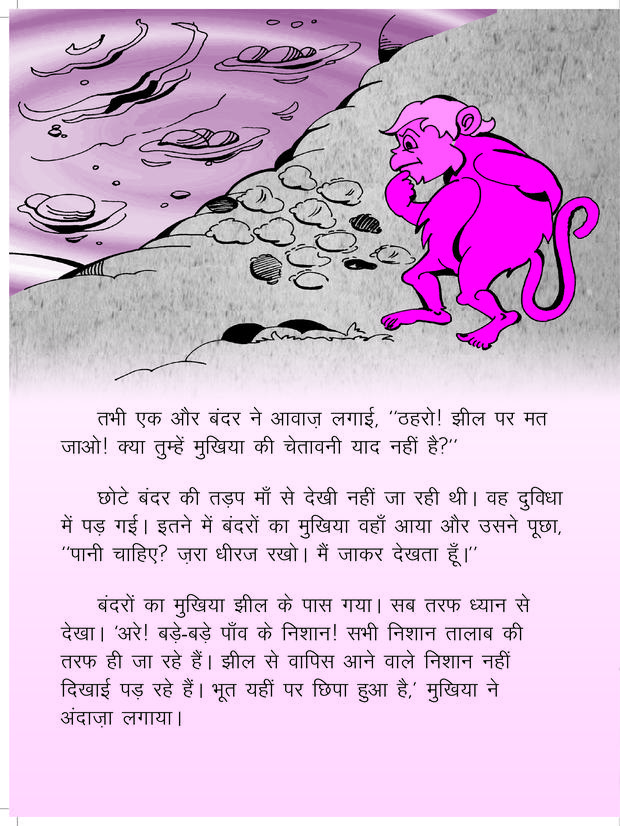 तभी एक और बंदर ने आवाज़ लगाई, ‘‘ठहरो! झील पर मत
जाओ! क्या तुम्हें मुखिया की चेतावनी याद नहीं है?’’
छोटे बंदर की तड़प माँ से देखी नहीं जा रही थी। वह दुविधा
में पड़ गई। इतने में बंदरों का मुखिया वहाँ आया और उसने पूछा,
‘‘पानी चाहिए? ज़रा धीरज रखो। मैं जाकर देखता हूँ।’’
बंदरों का मुखिया झील के पास गया। सब तरफ ध्यान से
देखा। ‘अरे! बड़े-बड़े पाँव के निशान! सभी निशान तालाब की
तरफ ही जा रहे हैं। झील से वापिस आने वाले निशान नहीं
दिखाई पड़ रहे हैं। भूत यहीं पर छिपा हुआ है,’ मुखिया ने
अंदाज़ा लगाया।